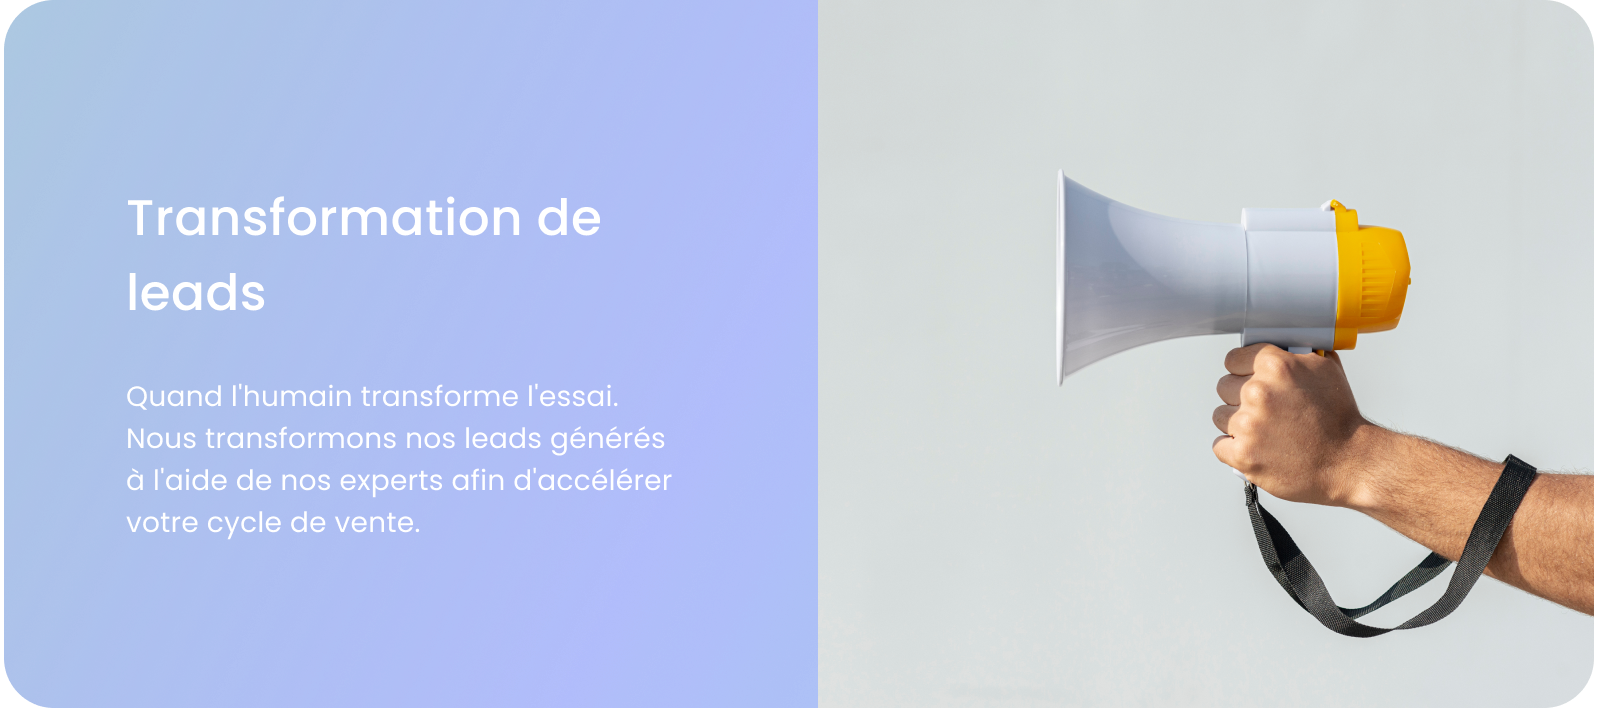 Transformation de
leads
Quand l'humain transforme l'essai.
Nous transformons nos leads générés
à l'aide de nos experts afin d'accélérer
votre cycle de vente.